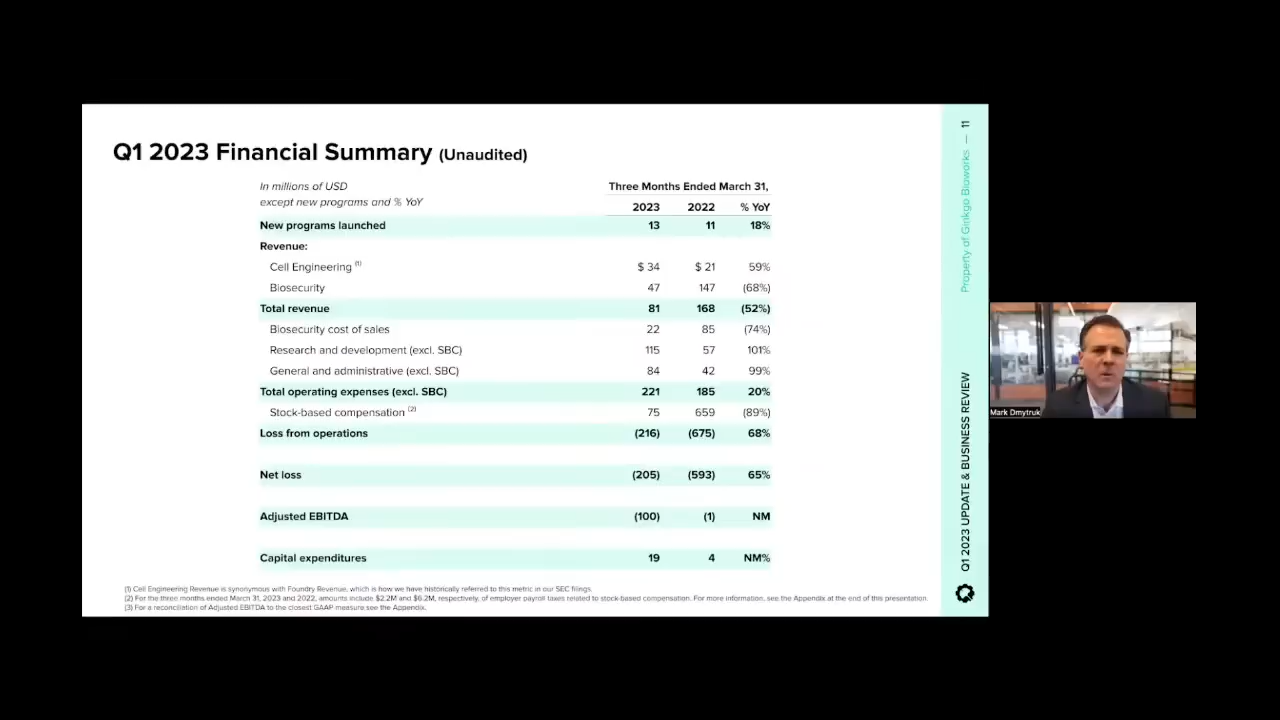 Q1 2023 Financial Summary (Unaudited)
In millions of USD
except new programs and % YoY
Three Months Ended March 31,
2023 2022 % YoY
New programs launched 13 11 18%
Revenue:
Cell Engineering (1) $ 34 $ 21 59%
Biosecurity 47 147 (68%)
Total revenue 81 168 (52%)
Biosecurity cost of sales 22 85 (74%)
Research and development (excl. SBC) 115 57 101%
General and administrative (excl. SBC) 84 42 99%
Total operating expenses (excl. SBC) 221 185 20%
Stock-based compensation (2) 75 659 (89%)
Loss from operations (216) (675) 68%
Net loss (205) (593) 65%
Adjusted EBITDA (100) (1) NM
Capital expenditures 19 4 NM%
(1) Cell Engineering Revenue is synonymous with Foundry Revenue, which is how we have historically referred to this metric in our SEC filings.
(2) For the three months ended March 31, 2023 and 2022, amounts include $2.2M and $6.2M, respectively, of employer payroll taxes related to stock-based compensation. For more information, see the Appendix at the end of this presentation.
(3) For a reconciliation of Adjusted EBITDA to the closest GAAP measure see the Appendix.
Property of Ginkgo Bioworks — 11
Q1 2023 UPDATE & BUSINESS REVIEW
Mark Dmytruk